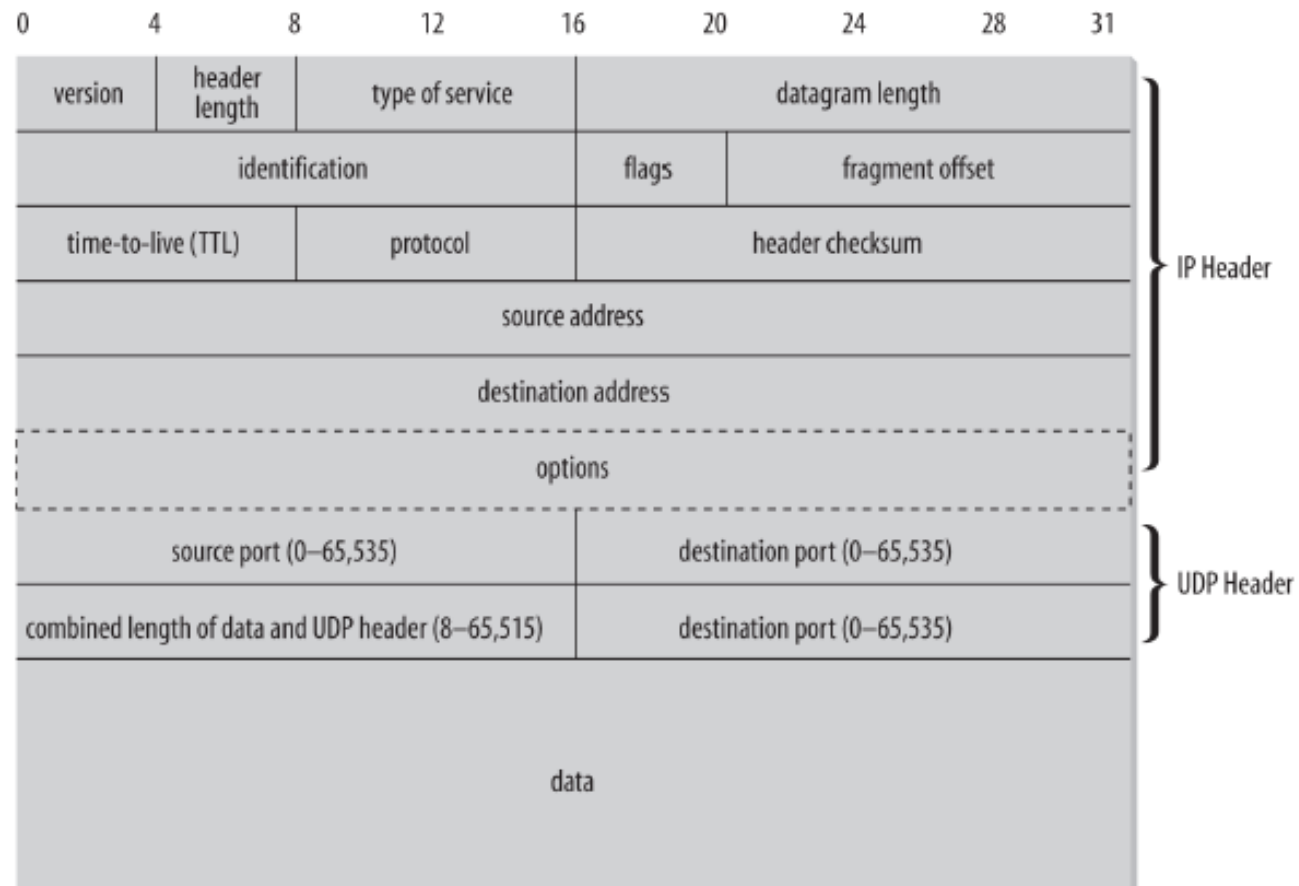 0 4 8 12 16 20 24 28 31
version header length type of service datagram length
identification flags fragment offset
time-to-live (TTL) protocol header checksum
IP Header
source address
destination address
options
source port (0–65,535) destination port (0–65,535)
UDP Header
combined length of data and UDP header (8–65,515) destination port (0–65,535)
data